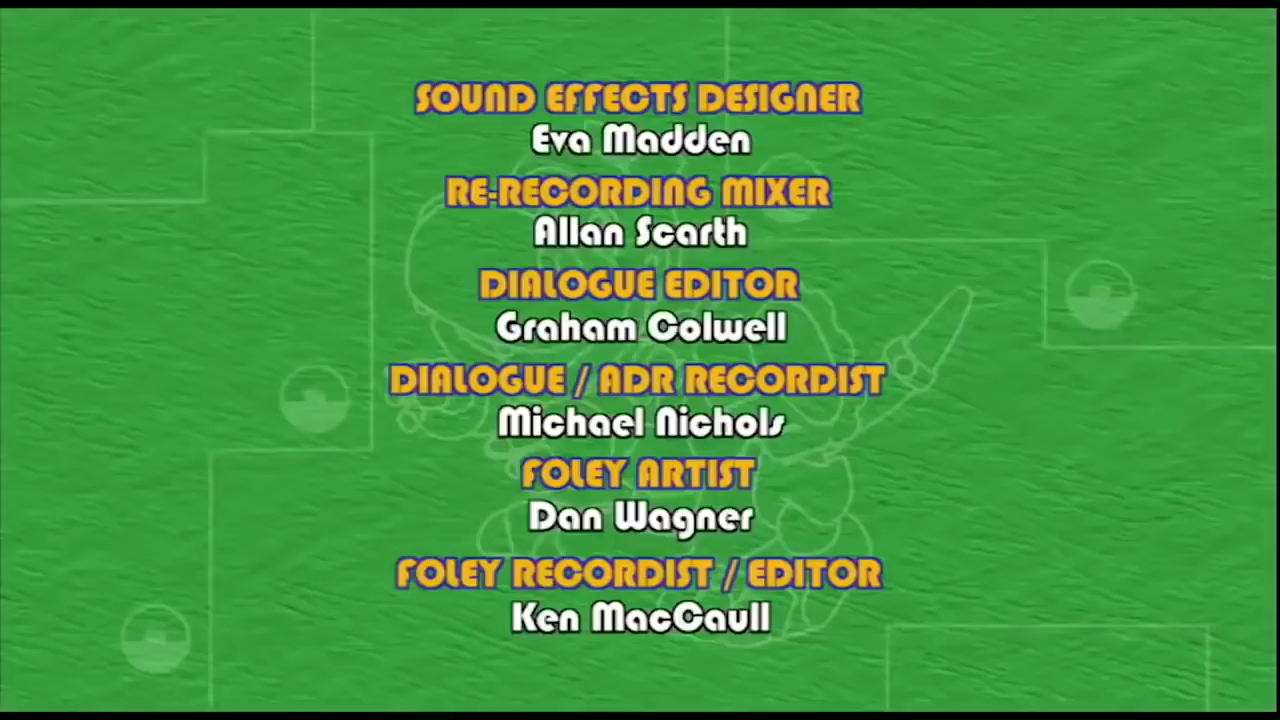 SOUND EFFECTS DESIGNER
Eva Madden
RE-RECORDING MIXER
Allan Scarth
DIALOGUE EDITOR
Graham Colwell
DIALOGUE / ADR RECORDIST
Michael Nichols
FOLEY ARTIST
Dan Wagner
FOLEY RECORDIST / EDITOR
Ken MacCaull